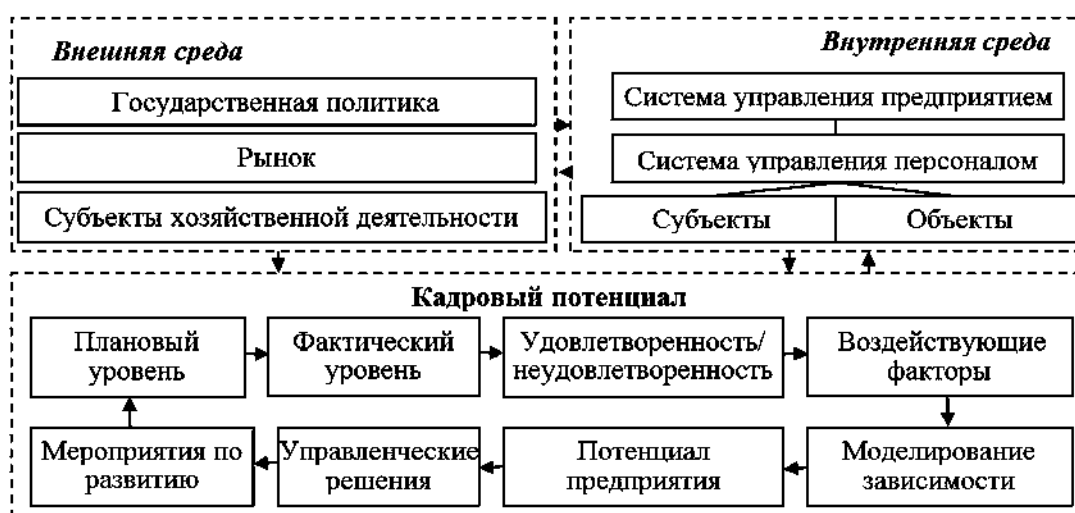 Внешняя среда
Государственная политика
Рынок
Субъекты хозяйственной деятельности
Внутренняя среда
Система управления предприятием
Система управления персоналом
Субъекты
Объекты
Кадровый потенциал
Плановый
уровень
Фактический
уровень
Удовлетворенность/
неудовлетворенность
Воздействующие
факторы
Мероприятия по
развитию
Управленческие
решения
Потенциал
предприятия
Моделирование
зависимости